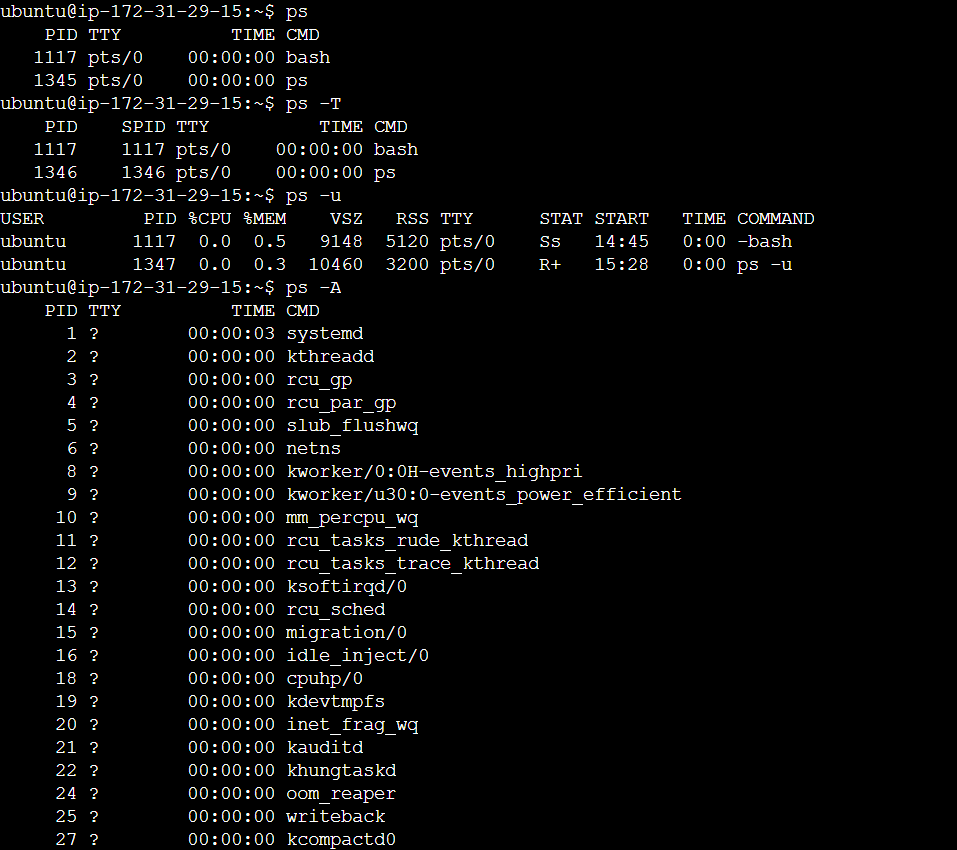 ubuntu@ip-172-31-29-15:~$ ps
    PID TTY          TIME CMD
   1117 pts/0    00:00:00 bash
   1345 pts/0    00:00:00 ps
ubuntu@ip-172-31-29-15:~$ ps -T
    PID    SPID TTY          TIME CMD
   1117    1117 pts/0    00:00:00 bash
   1346    1346 pts/0    00:00:00 ps
ubuntu@ip-172-31-29-15:~$ ps -u
USER         PID %CPU %MEM    VSZ   RSS TTY      STAT START   TIME COMMAND
ubuntu      1117  0.0  0.5   9148  5120 pts/0    Ss   14:45   0:00 -bash
ubuntu      1347  0.0  0.3  10460  3200 pts/0    R+   15:28   0:00 ps -u
ubuntu@ip-172-31-29-15:~$ ps -A
    PID TTY          TIME CMD
      1 ?        00:00:03 systemd
      2 ?        00:00:00 kthreadd
      3 ?        00:00:00 rcu_gp
      4 ?        00:00:00 rcu_par_gp
      5 ?        00:00:00 slub_flushwq
      6 ?        00:00:00 netns
      8 ?        00:00:00 kworker/0:0H-events_highpri
      9 ?        00:00:00 kworker/u30:0-events_power_efficient
     10 ?        00:00:00 mm_percpu_wq
     11 ?        00:00:00 rcu_tasks_rude_kthread
     12 ?        00:00:00 rcu_tasks_trace_kthread
     13 ?        00:00:00 ksoftirqd/0
     14 ?        00:00:00 rcu_sched
     15 ?        00:00:00 migration/0
     16 ?        00:00:00 idle_inject/0
     18 ?        00:00:00 cpuhp/0
     19 ?        00:00:00 kdevtmpfs
     20 ?        00:00:00 inet_frag_wq
     21 ?        00:00:00 kauditd
     22 ?        00:00:00 khungtaskd
     24 ?        00:00:00 oom_reaper
     25 ?        00:00:00 writeback
     27 ?        00:00:00 kcompactd0